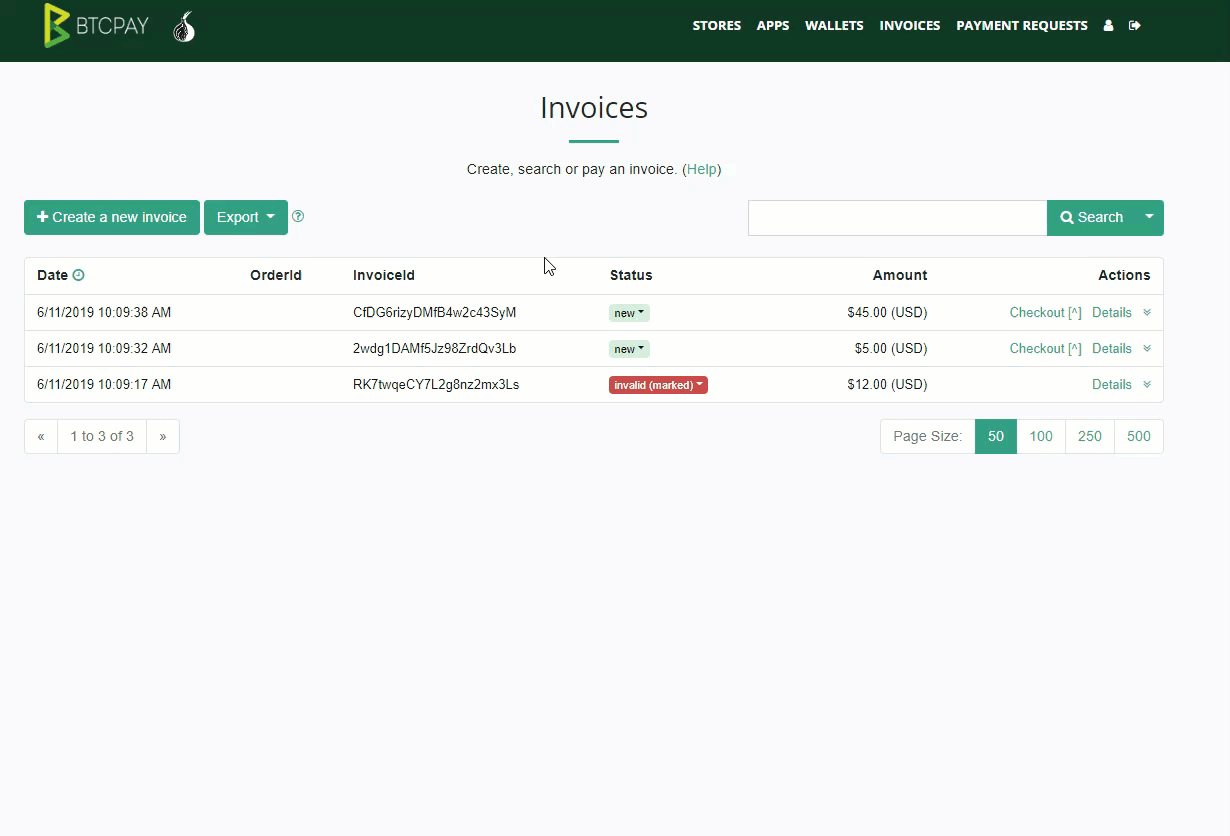 BTCPAY STORES APPS WALLETS INVOICES PAYMENT REQUESTS
Invoices
Create, search or pay an invoice. (Help)
Create a new invoice Export Search
Date OrderId InvoiceId Status Amount Actions
6/11/2019 10:09:38 AM CfDG6rizyDMfB4w2c43SyM new $45.00 (USD) Checkout [^] Details
6/11/2019 10:09:32 AM 2wdg1DAMf5Jz98ZrdQv3Lb new $5.00 (USD) Checkout [^] Details
6/11/2019 10:09:17 AM RK7twqeCY7L2g8nz2mx3Ls invalid (marked) $12.00 (USD) Details
« 1 to 3 of 3 » Page Size: 50 100 250 500